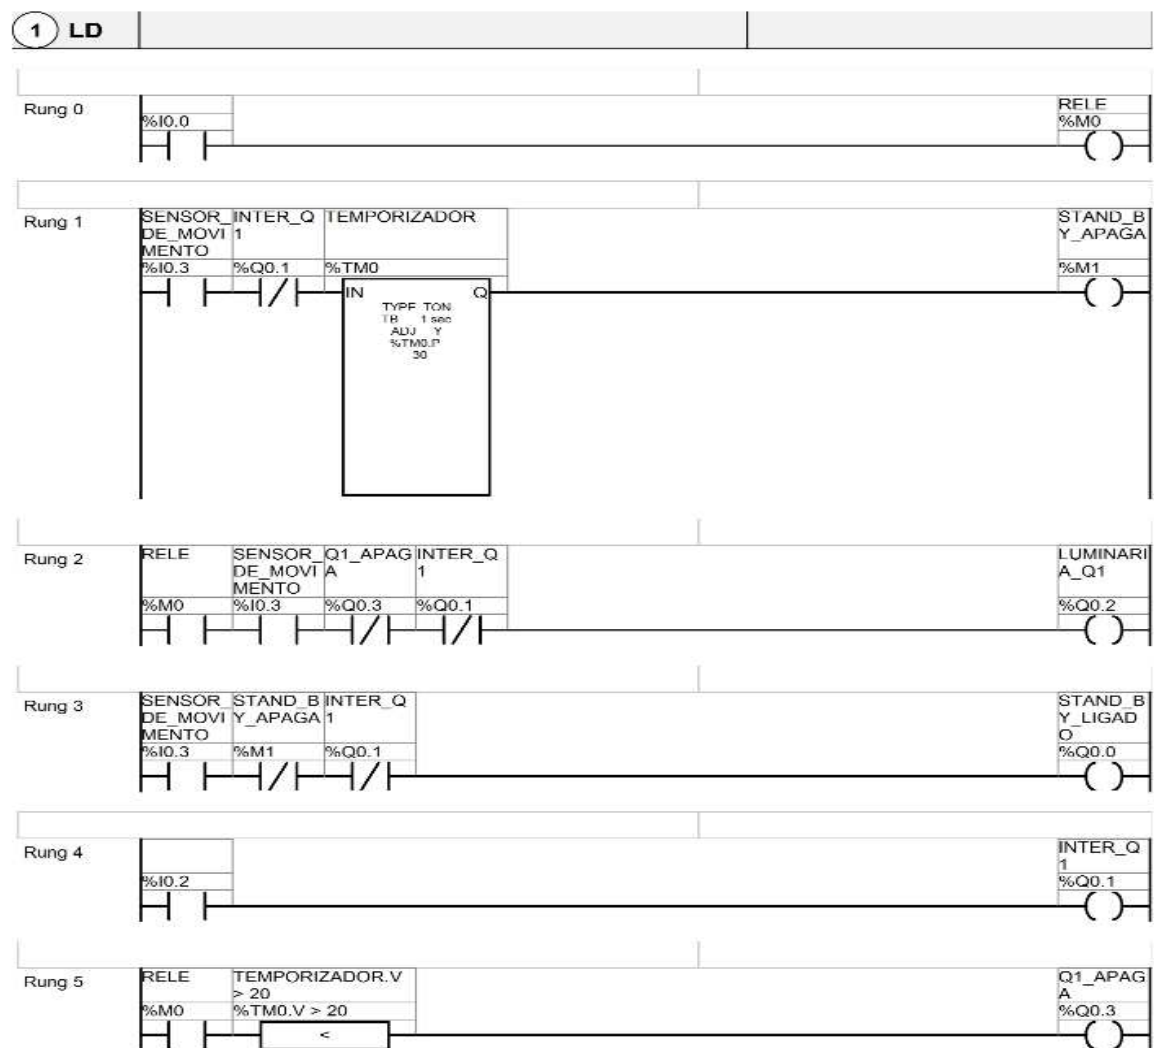 1 LD
Rung 0
%I0.0
RELE
%M0
Rung 1
SENSOR_
DE_MOVI
MENTO
%I0.3
INTER_Q
1
%Q0.1
TEMPORIZADOR
%TM0
IN Q
TYPE TON
TB 1 sec
ADJ Y
%TM0.P
30
STAND_B
Y_APAGA
%M1
Rung 2
RELE
%M0
SENSOR_
DE_MOVI
MENTO
%I0.3
Q1_APAG
A
%Q0.3
INTER_Q
1
%Q0.1
LUMINARI
A_Q1
%Q0.2
Rung 3
SENSOR_
DE_MOVI
MENTO
%I0.3
STAND_B
Y_APAGA
%M1
INTER_Q
1
%Q0.1
STAND_B
Y_LIGAD
O
%Q0.0
Rung 4
%I0.2
INTER_Q
1
%Q0.1
Rung 5
RELE
%M0
TEMPORIZADOR.V
> 20
%TM0.V > 20
<
Q1_APAG
A
%Q0.3